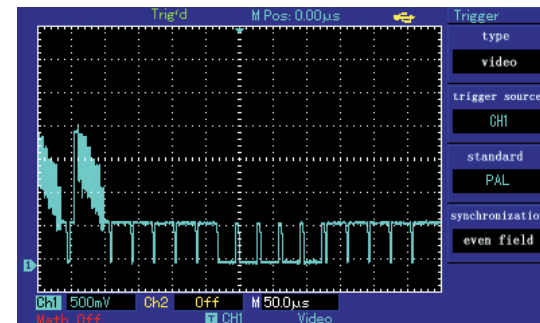 Trig'd M Pos: 0.00µs Trigger
type
video
trigger source
CH1
standard
PAL
synchronizatio
even field
1
Ch1 500mV Ch2 Off M 50.0µs
Math Off T CH1 Video